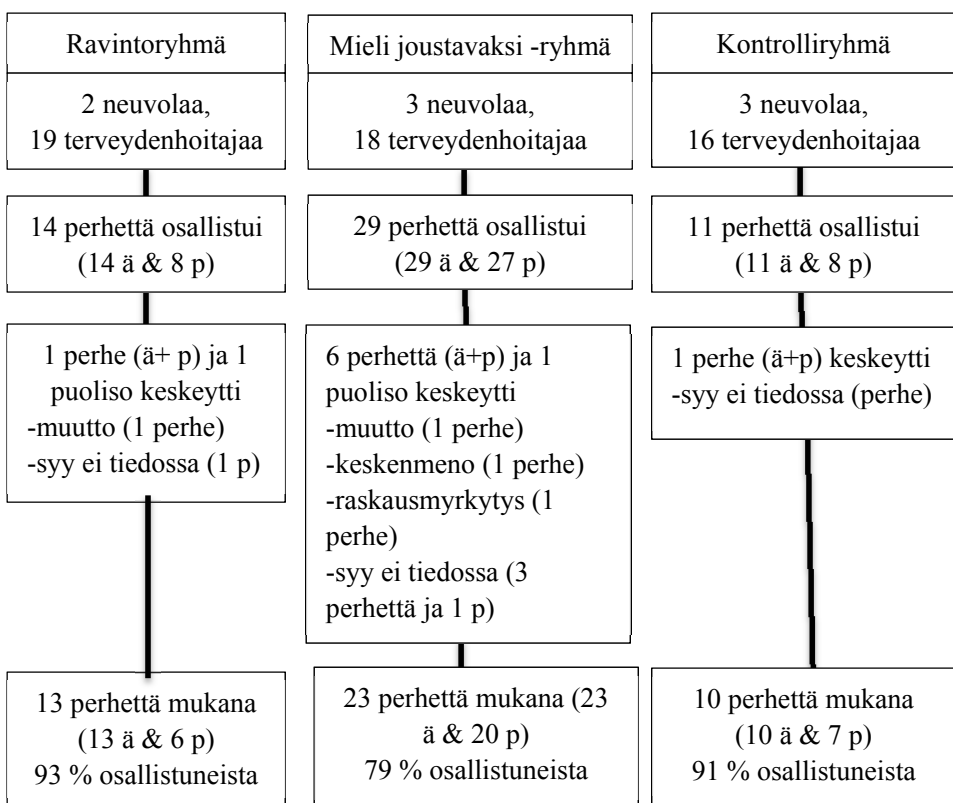 Ravintoryhmä
2 neuvolaa,
19 terveydenhoitajaa
14 perhettä osallistui
(14 ä & 8 p)
1 perhe (ä+ p) ja 1
puoliso keskeytti
-muutto (1 perhe)
-syy ei tiedossa (1 p)
13 perhettä mukana
(13 ä & 6 p)
93 % osallistuneista
Mieli joustavaksi -ryhmä
3 neuvolaa,
18 terveydenhoitajaa
29 perhettä osallistui
(29 ä & 27 p)
6 perhettä (ä+p) ja 1
puoliso keskeytti
-muutto (1 perhe)
-keskenmeno (1 perhe)
-raskausmyrkytys (1
perhe)
-syy ei tiedossa (3
perhettä ja 1 p)
23 perhettä mukana (23
ä & 20 p)
79 % osallistuneista
Kontrolliryhmä
3 neuvolaa,
16 terveydenhoitajaa
11 perhettä osallistui
(11 ä & 8 p)
1 perhe (ä+p) keskeytti
-syy ei tiedossa (perhe)
10 perhettä mukana
(10 ä & 7 p)
91 % osallistuneista